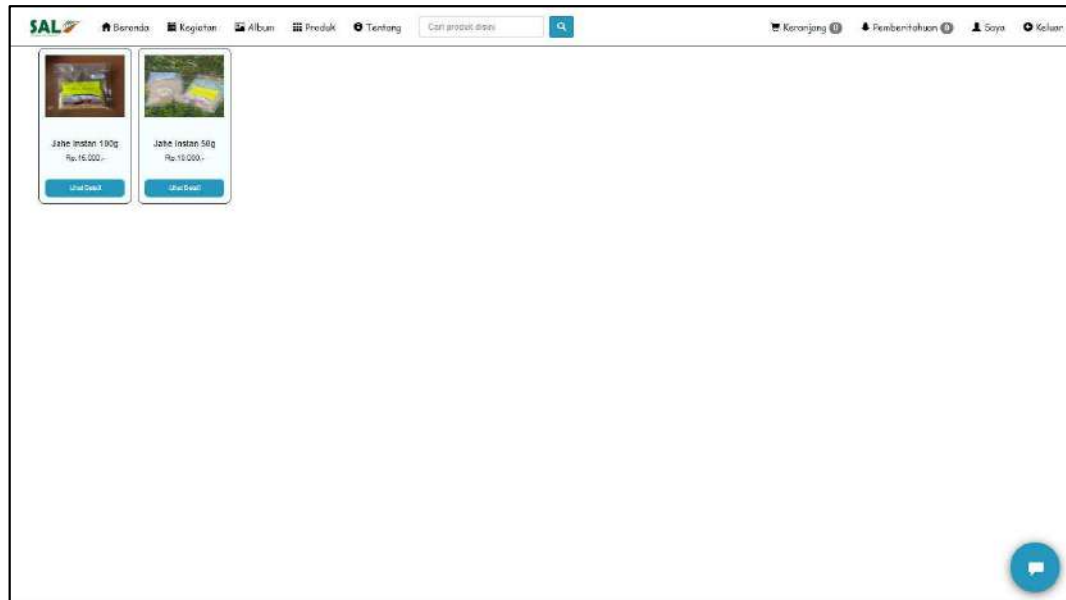 SAL Beranda Kegiatan Album Produk Tentang Cari produk disini Keranjang 0 Pemberitahuan 0 Saya Keluar
Jahe Instan 100g Jahe Instan 50g
Rp.15.000,- Rp.10.000,-
Lihat Detail Lihat Detail